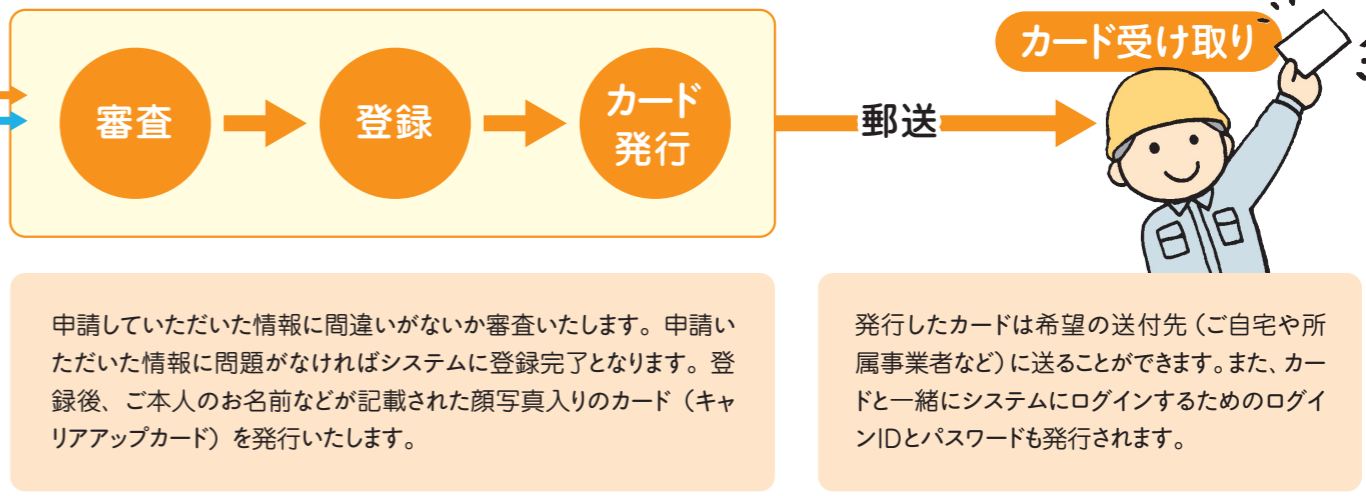 審査
登録
カード
発行
郵送
カード受け取り
申請していただいた情報に間違いがないか審査いたします。申請い
ただいた情報に問題がなければシステムに登録完了となります。登
録後、ご本人のお名前などが記載された顔写真入りのカード（キャ
リアアップカード）を発行いたします。
発行したカードは希望の送付先（ご自宅や所
属事業者など）に送ることができます。また、カー
ドと一緒にシステムにログインするためのログイ
ンIDとパスワードも発行されます。